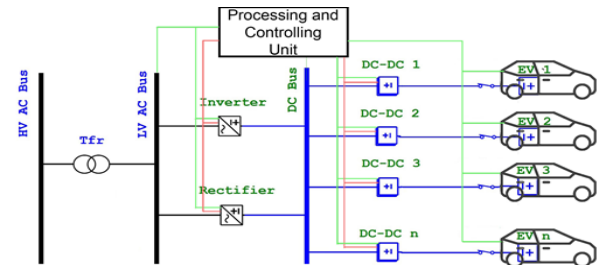 Processing and
Controlling
Unit
HV AC Bus
Tfr
LV AC Bus
Inverter
Rectifier
DC Bus
DC-DC 1
DC-DC 2
DC-DC 3
DC-DC n
EV 1
EV 2
EV 3
EV n